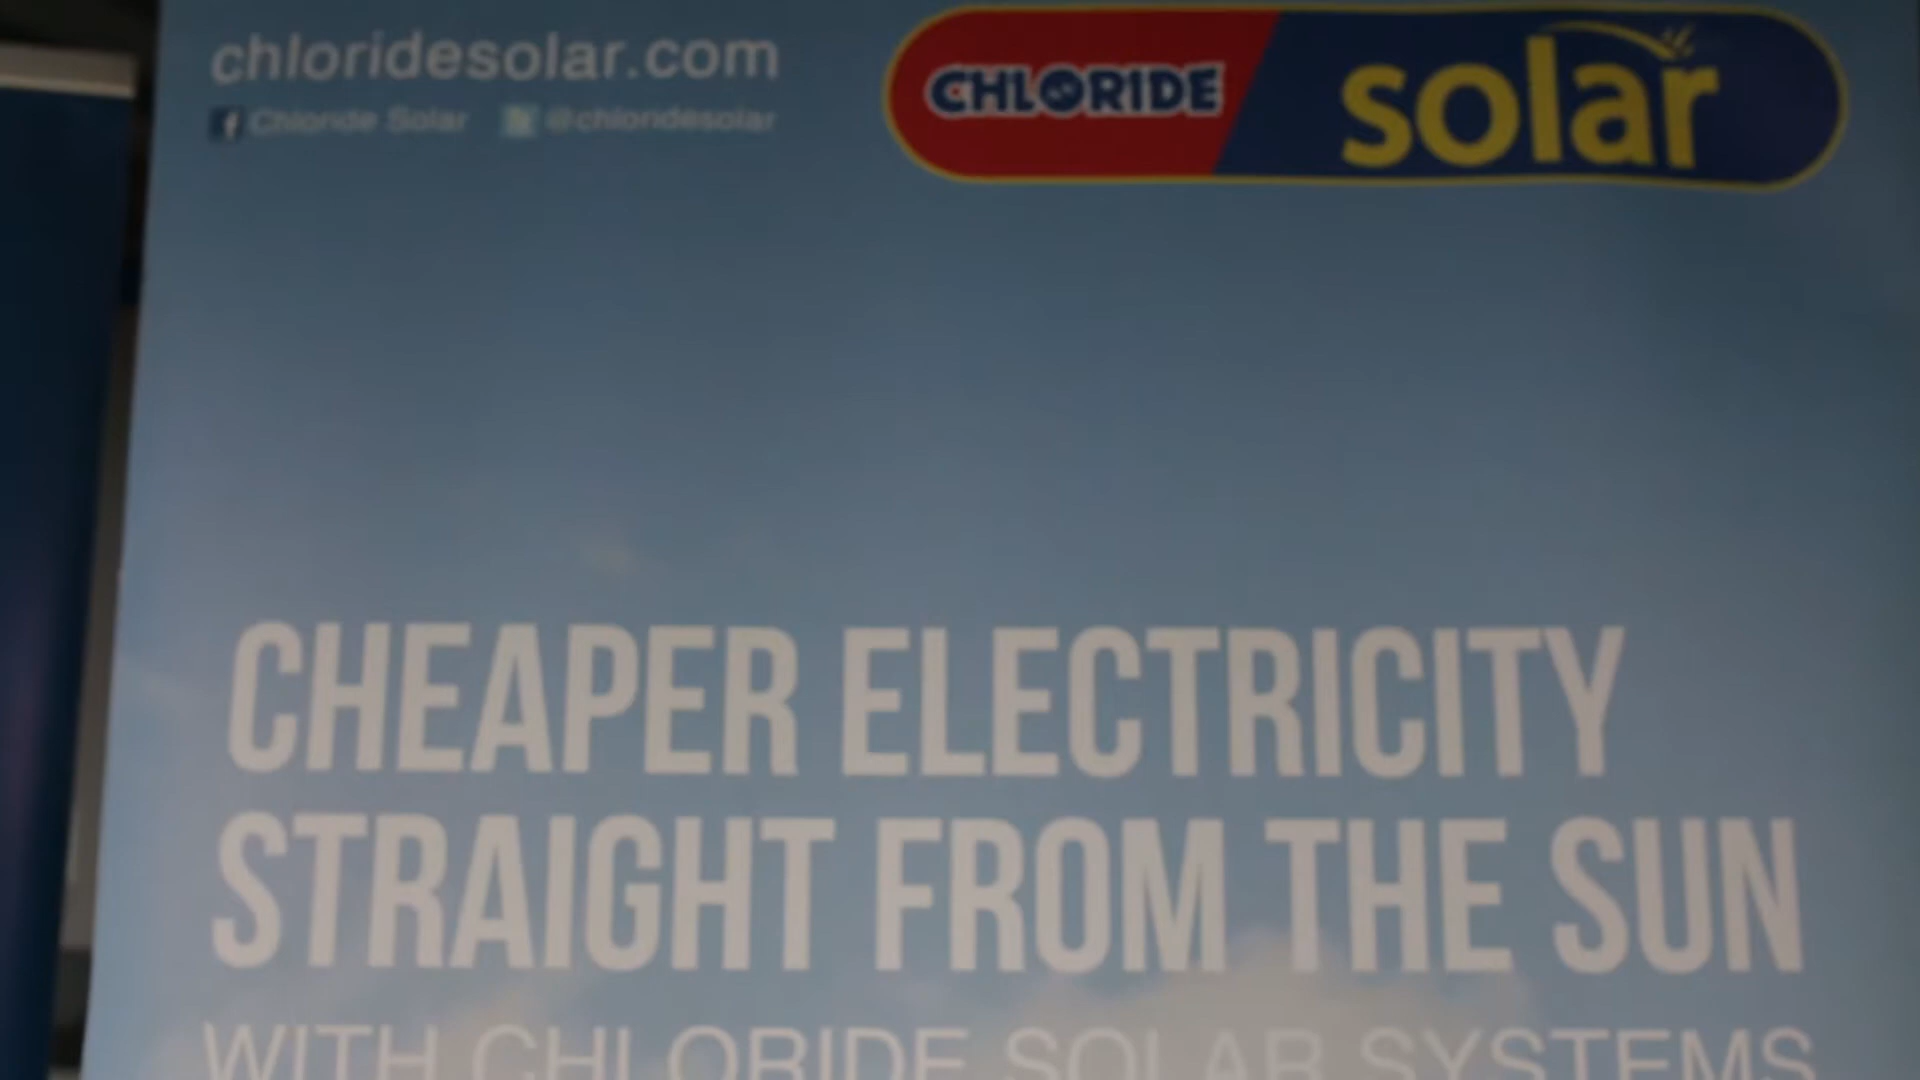 chloridesolar.com
Chloride Solar @chloridesolar
CHLORIDE solar
CHEAPER ELECTRICITY
STRAIGHT FROM THE SUN
WITH CHLORIDE SOLAR SYSTEMS